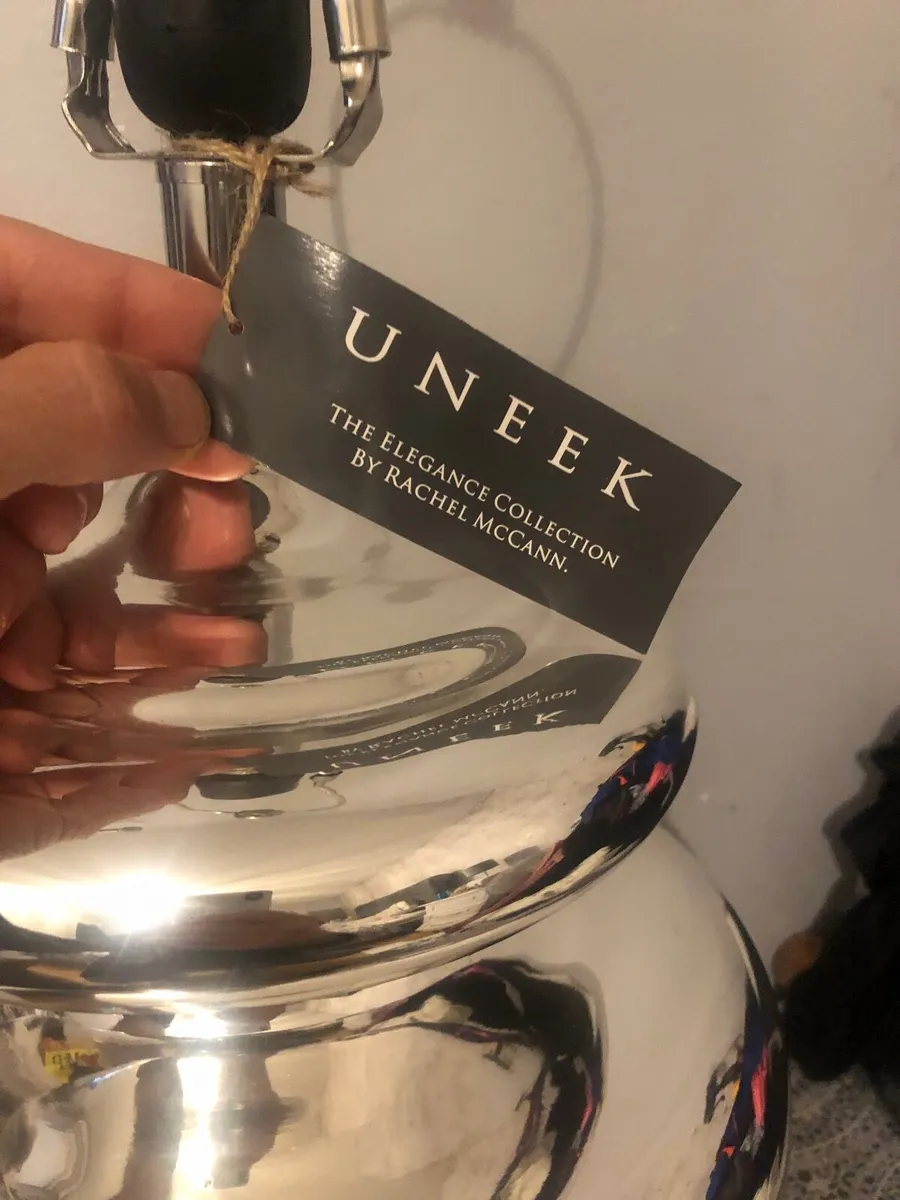 UNEEK
THE ELEGANCE COLLECTION
BY RACHEL MCCANN.